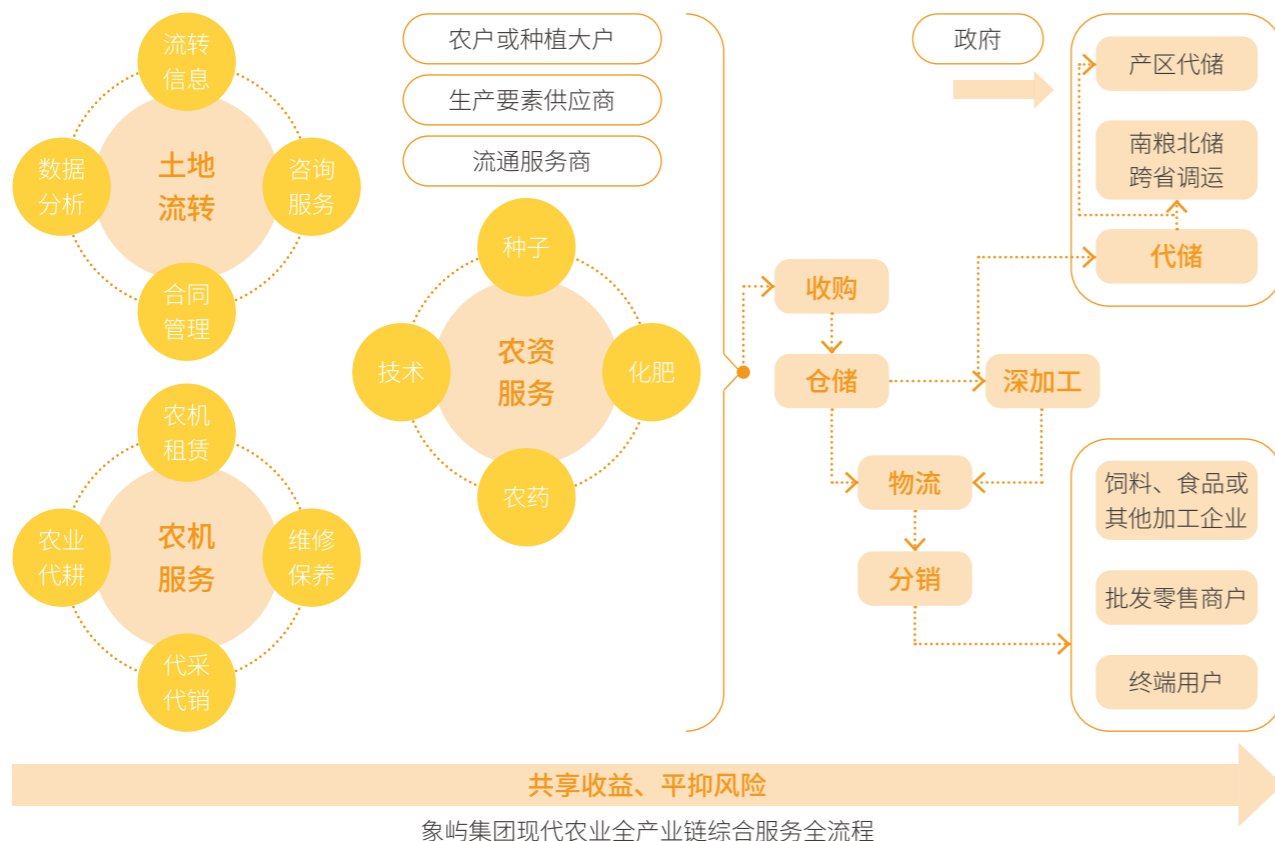 流转
信息
数据
分析
土地
流转
咨询
服务
合同
管理
农机
租赁
农业
代耕
农机
服务
维修
保养
代采
代销
农户或种植大户
生产要素供应商
流通服务商
种子
技术
农资
服务
化肥
农药
收购
仓储
深加工
物流
分销
政府
产区代储
南粮北储
跨省调运
代储
饲料、食品或
其他加工企业
批发零售商户
终端用户
共享收益、平抑风险
象屿集团现代农业全产业链综合服务全流程